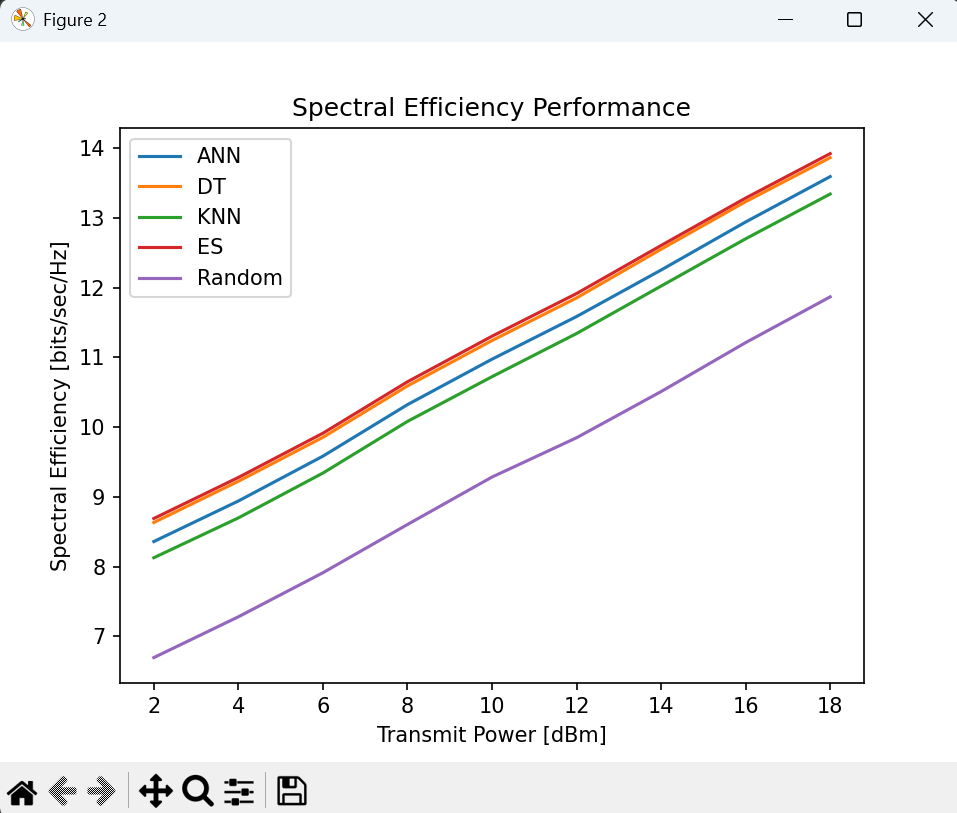 Figure 2
Spectral Efficiency Performance
Spectral Efficiency [bits/sec/Hz]
14
13
12
11
10
9
8
7
ANN
DT
KNN
ES
Random
2 4 6 8 10 12 14 16 18
Transmit Power [dBm]